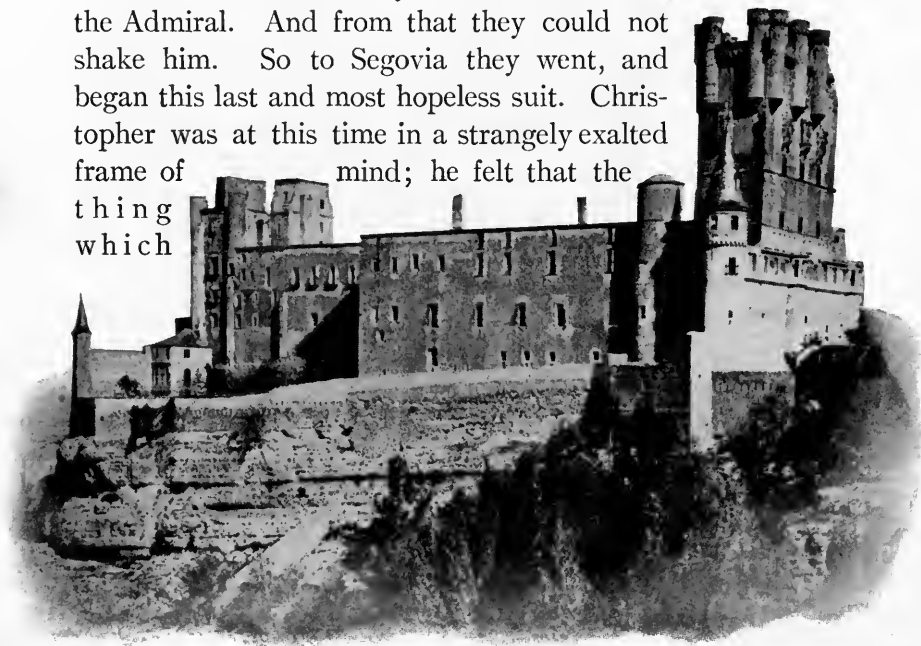 the Admiral. And from that they could not
shake him. So to Segovia they went, and
began this last and most hopeless suit. Chris-
topher was at this time in a strangely exalted
frame of mind; he felt that the
thing
which